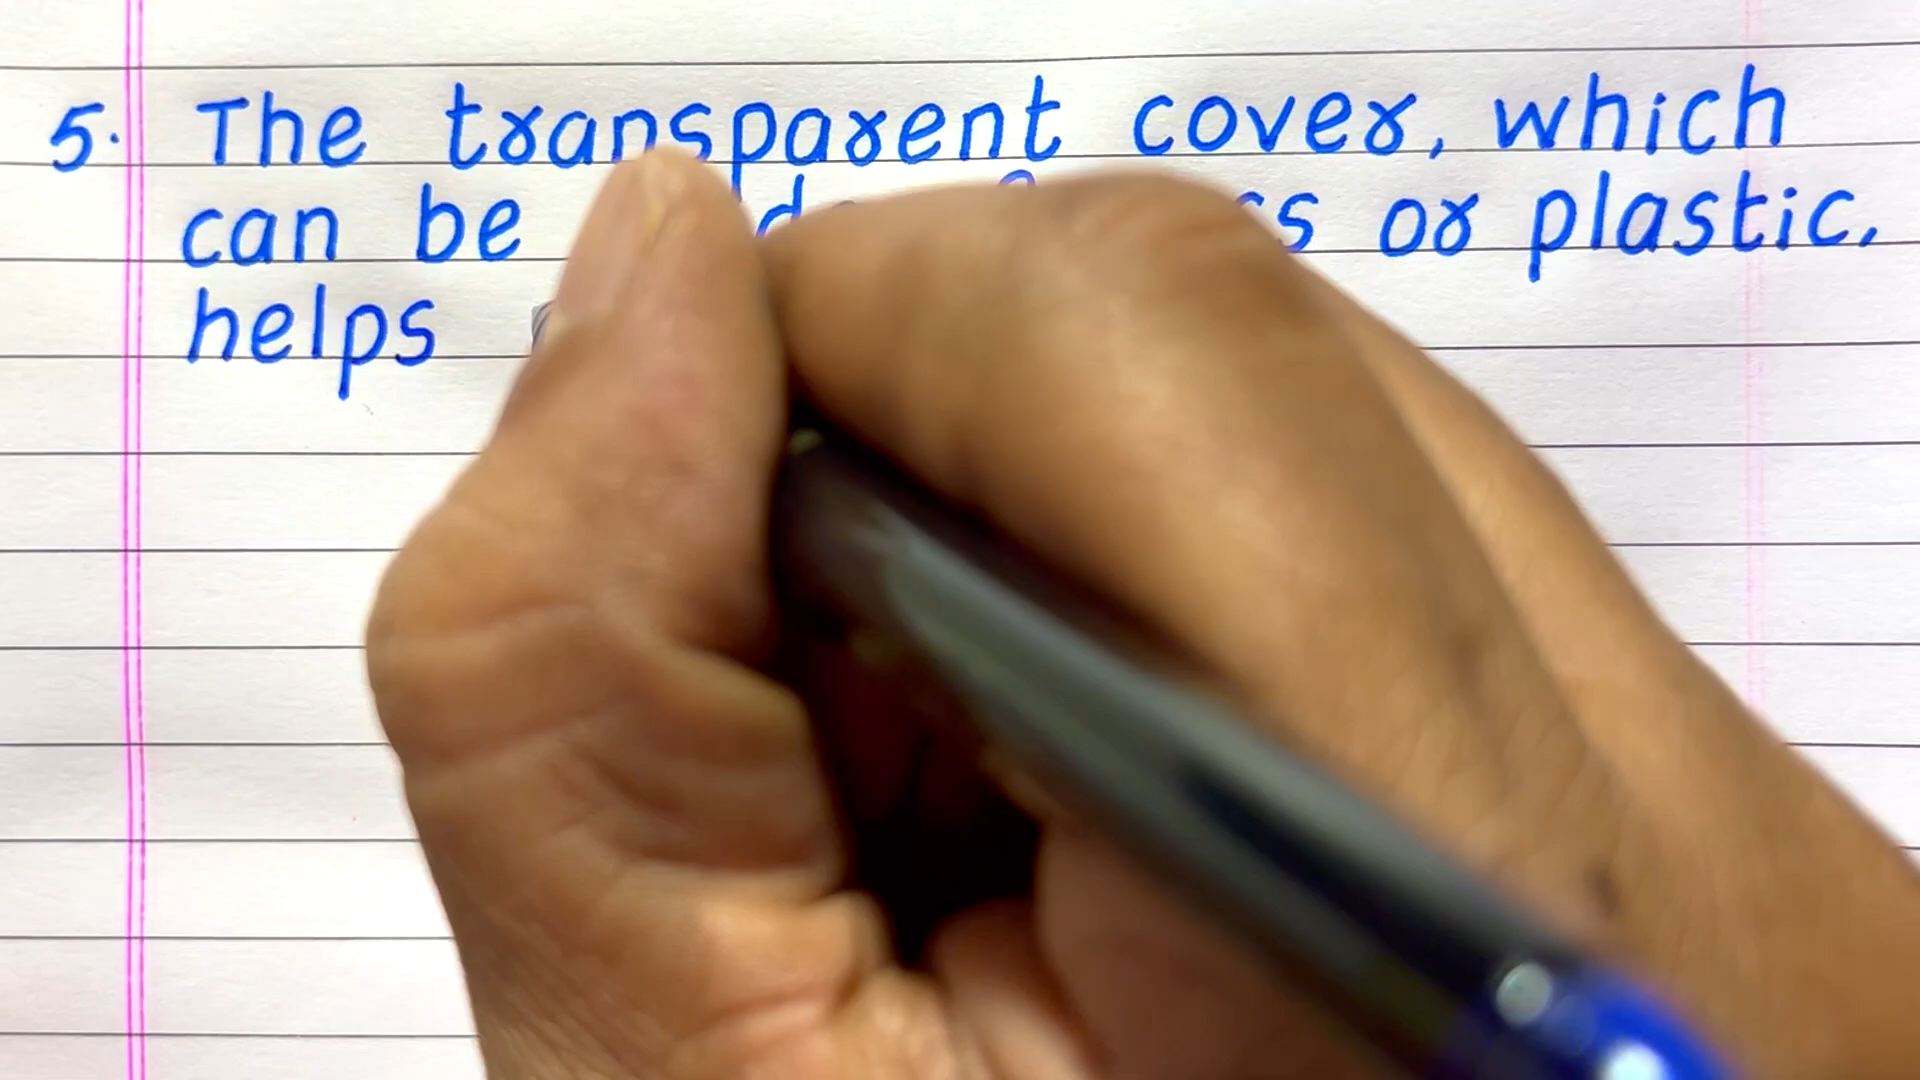 5. The transparent cover, which
can be or plastic,
helps